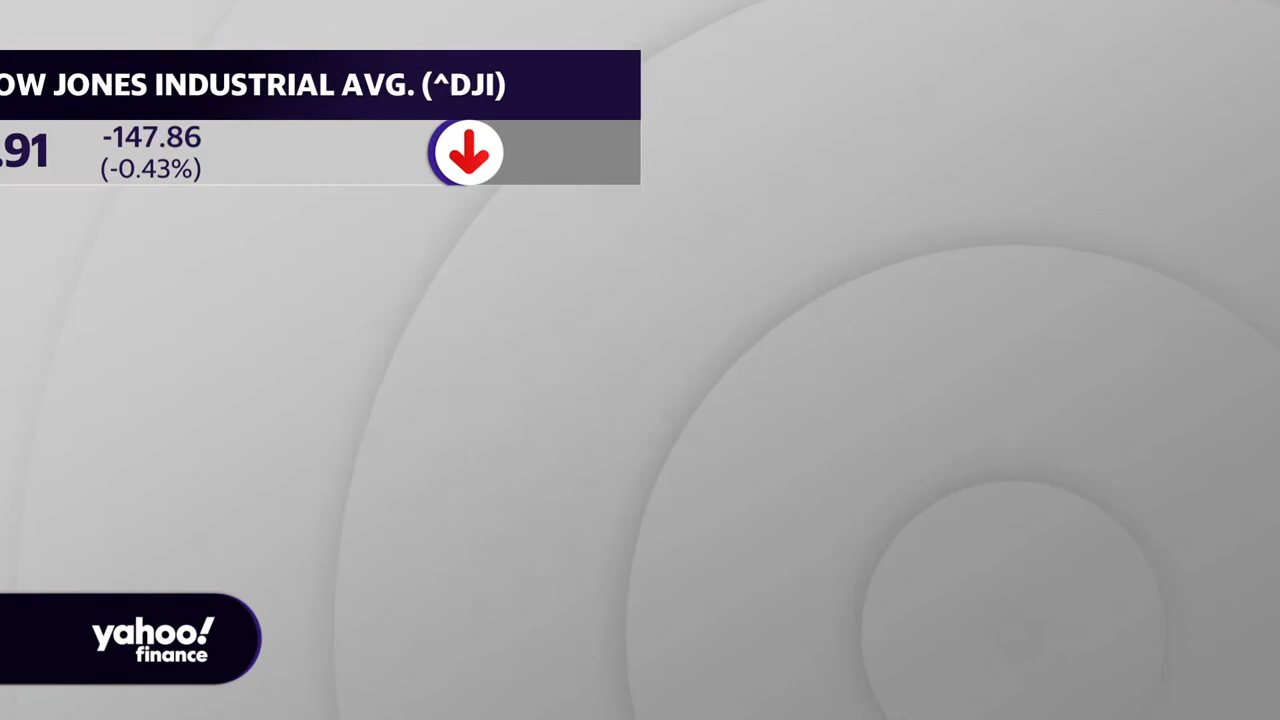 OW JONES INDUSTRIAL AVG. (^DJI)
.91
-147.86
(-0.43%)
yahoo!
finance